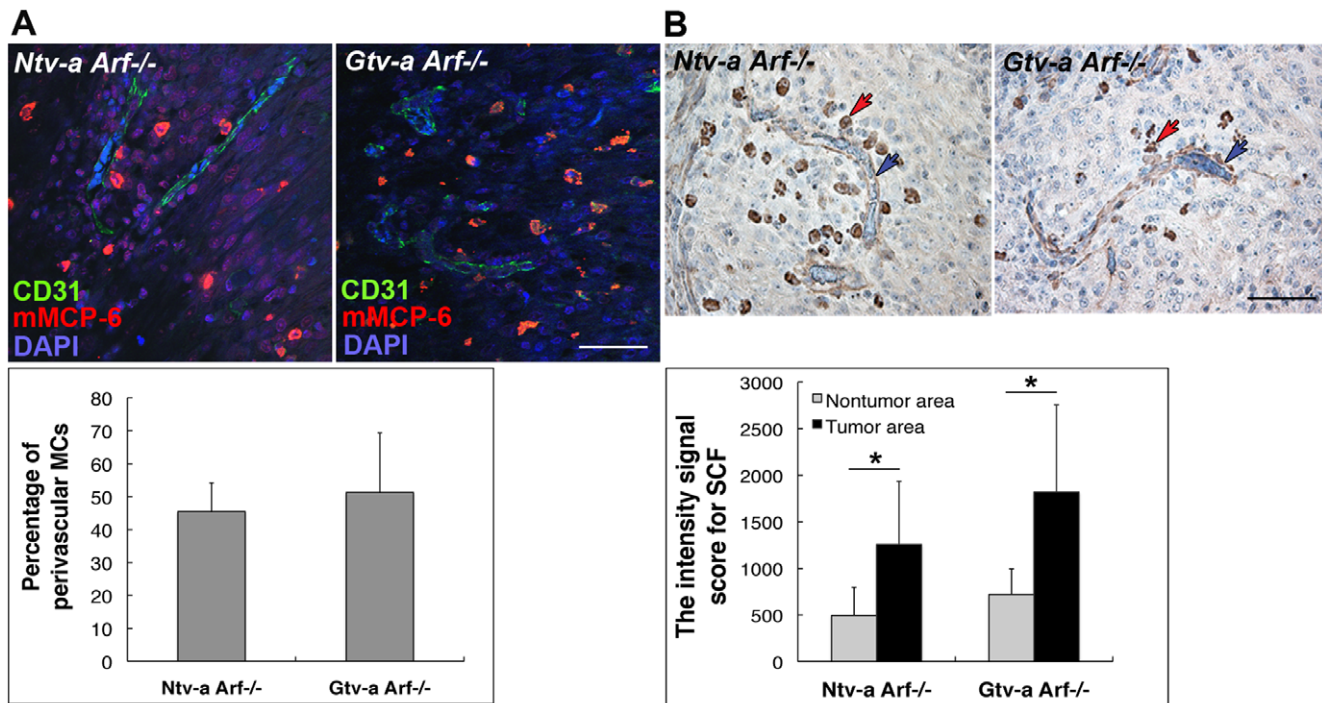 A
Ntv-a Arf-/-
Gtv-a Arf-/-
CD31
mMCP-6
DAPI
CD31
mMCP-6
DAPI
Percentage of
perivascular MCs
80
70
60
50
40
30
20
10
0
Ntv-a Arf-/-
Gtv-a Arf-/-
B
Ntv-a Arf-/-
Gtv-a Arf-/-
The intensity signal
score for SCF
3000
2500
2000
1500
1000
500
0
Nontumor area
Tumor area
*
*
Ntv-a Arf-/-
Gtv-a Arf-/-